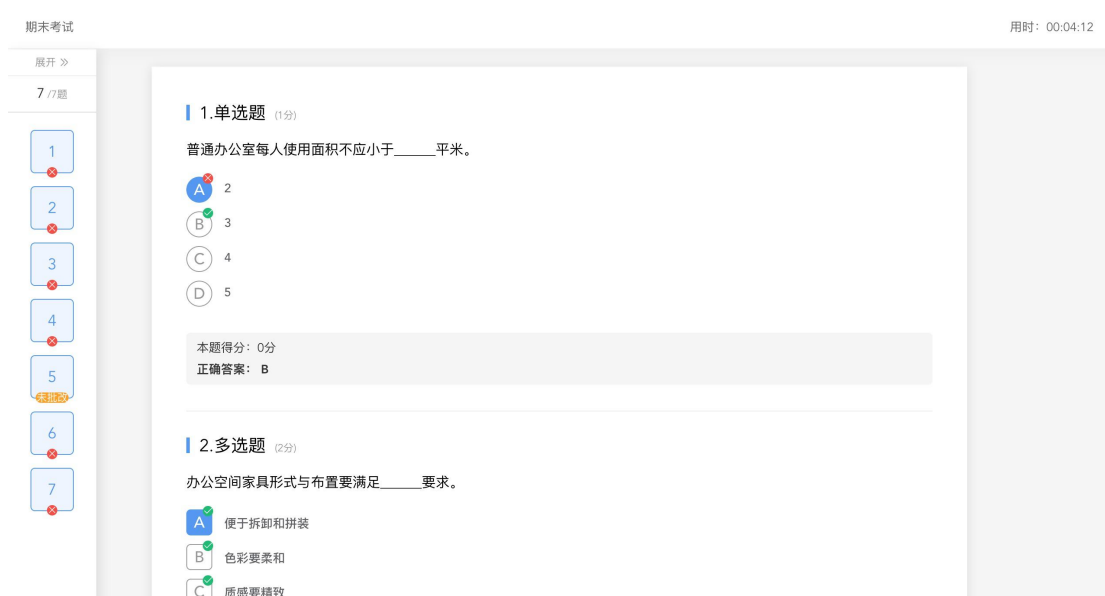 期末考试
用时：00:04:12
展开 »
7 /7题
1
2
3
4
5
未批改
6
7
1.单选题 (1分)
普通办公室每人使用面积不应小于______平米。
A 2
B 3
C 4
D 5
本题得分：0分
正确答案： B
2.多选题 (2分)
办公空间家具形式与布置要满足______要求。
A 便于拆卸和拼装
B 色彩要柔和
C 质感要精致